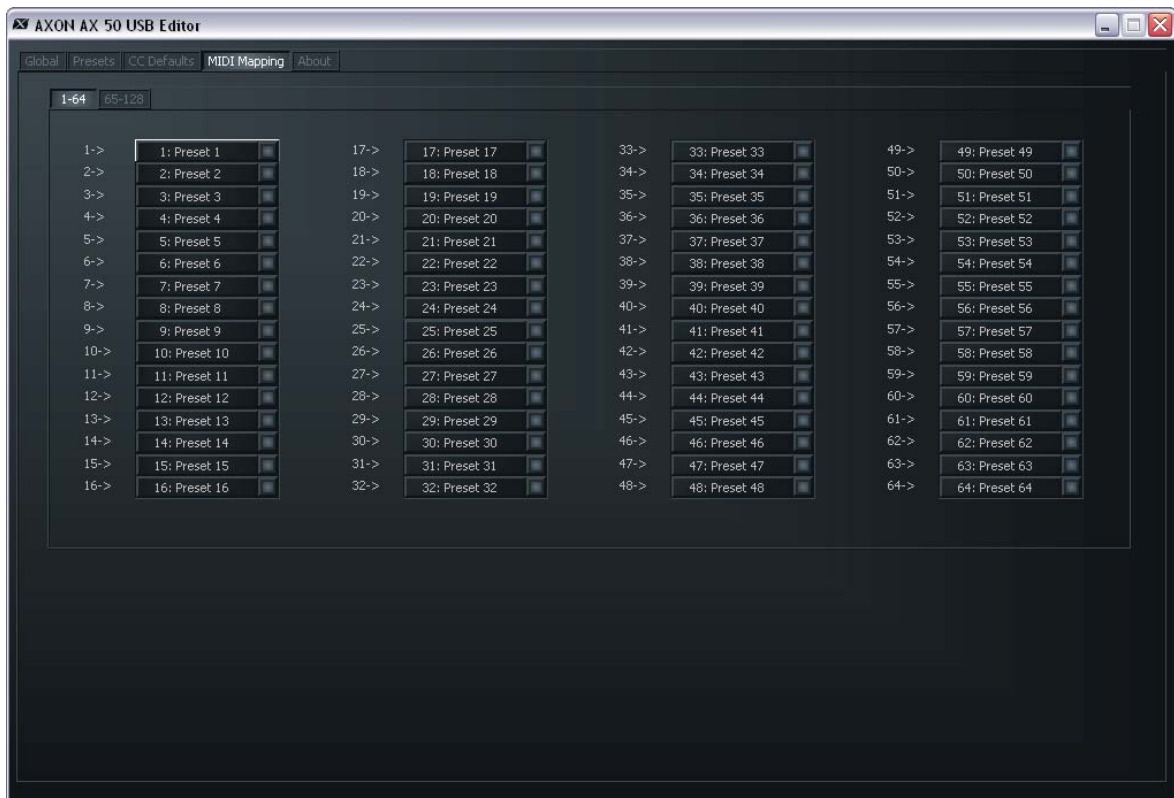 AXON AX 50 USB Editor
Global Presets CC Defaults MIDI Mapping About
1-64 65-128
1-> 1: Preset 1 17-> 17: Preset 17 33-> 33: Preset 33 49-> 49: Preset 49
2-> 2: Preset 2 18-> 18: Preset 18 34-> 34: Preset 34 50-> 50: Preset 50
3-> 3: Preset 3 19-> 19: Preset 19 35-> 35: Preset 35 51-> 51: Preset 51
4-> 4: Preset 4 20-> 20: Preset 20 36-> 36: Preset 36 52-> 52: Preset 52
5-> 5: Preset 5 21-> 21: Preset 21 37-> 37: Preset 37 53-> 53: Preset 53
6-> 6: Preset 6 22-> 22: Preset 22 38-> 38: Preset 38 54-> 54: Preset 54
7-> 7: Preset 7 23-> 23: Preset 23 39-> 39: Preset 39 55-> 55: Preset 55
8-> 8: Preset 8 24-> 24: Preset 24 40-> 40: Preset 40 56-> 56: Preset 56
9-> 9: Preset 9 25-> 25: Preset 25 41-> 41: Preset 41 57-> 57: Preset 57
10-> 10: Preset 10 26-> 26: Preset 26 42-> 42: Preset 42 58-> 58: Preset 58
11-> 11: Preset 11 27-> 27: Preset 27 43-> 43: Preset 43 59-> 59: Preset 59
12-> 12: Preset 12 28-> 28: Preset 28 44-> 44: Preset 44 60-> 60: Preset 60
13-> 13: Preset 13 29-> 29: Preset 29 45-> 45: Preset 45 61-> 61: Preset 61
14-> 14: Preset 14 30-> 30: Preset 30 46-> 46: Preset 46 62-> 62: Preset 62
15-> 15: Preset 15 31-> 31: Preset 31 47-> 47: Preset 47 63-> 63: Preset 63
16-> 16: Preset 16 32-> 32: Preset 32 48-> 48: Preset 48 64-> 64: Preset 64